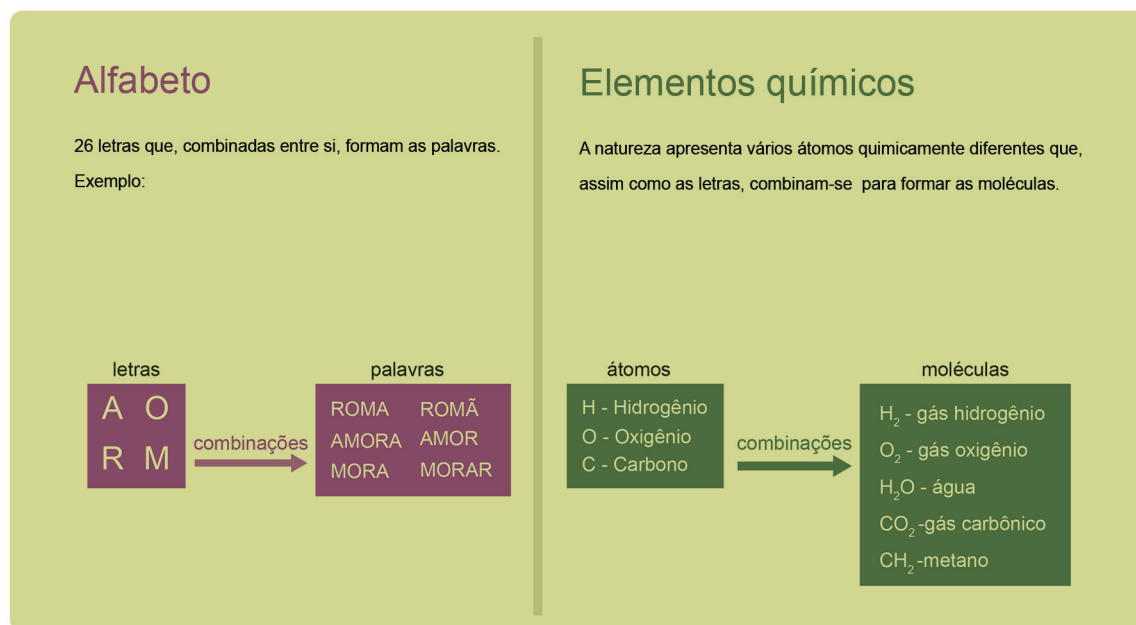 Alfabeto
26 letras que, combinadas entre si, formam as palavras.
Exemplo:
letras
A O
R M
combinações
palavras
ROMA ROMÃ
AMORA AMOR
MORA MORAR
Elementos químicos
A natureza apresenta vários átomos quimicamente diferentes que,
assim como as letras, combinam-se para formar as moléculas.
átomos
H - Hidrogênio
O - Oxigênio
C - Carbono
combinações
moléculas
H₂ - gás hidrogênio
O₂ - gás oxigênio
H₂O - água
CO₂ -gás carbônico
CH₂ -metano